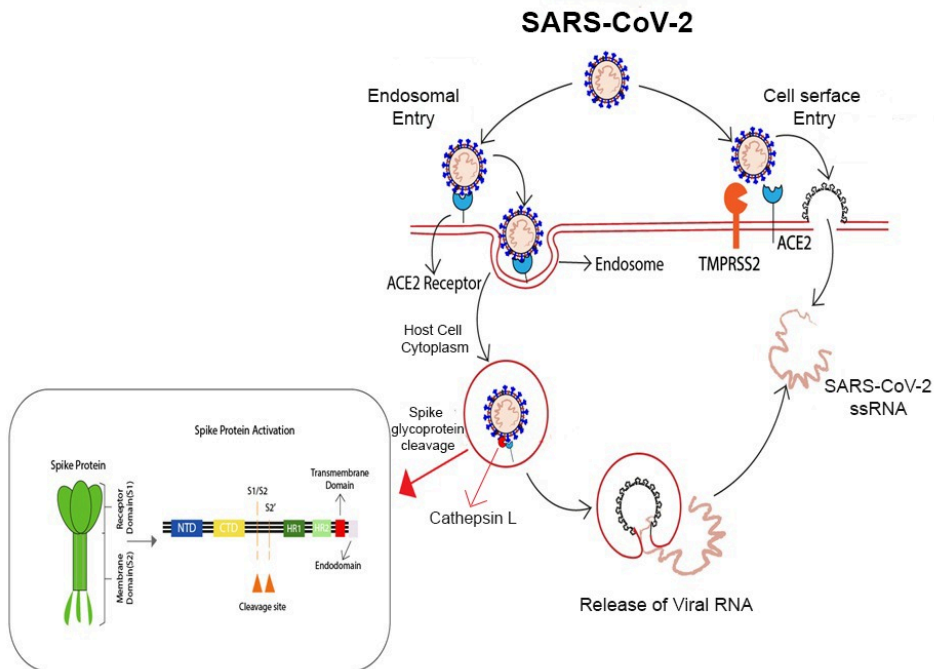 SARS-CoV-2
Endosomal
Entry
Cell serface
Entry
ACE2 Receptor
Endosome
TMPRSS2
ACE2
Host Cell
Cytoplasm
SARS-CoV-2
ssRNA
Spike
glycoprotein
cleavage
Cathepsin L
Release of Viral RNA
Spike Protein Activation
Spike Protein
Receptor
Domain(S1)
Membrane
Domain(S2)
Transmembrane
Domain
S1/S2
S2'
NTD
CTD
HR1
HR2
Endodomain
Cleavage site